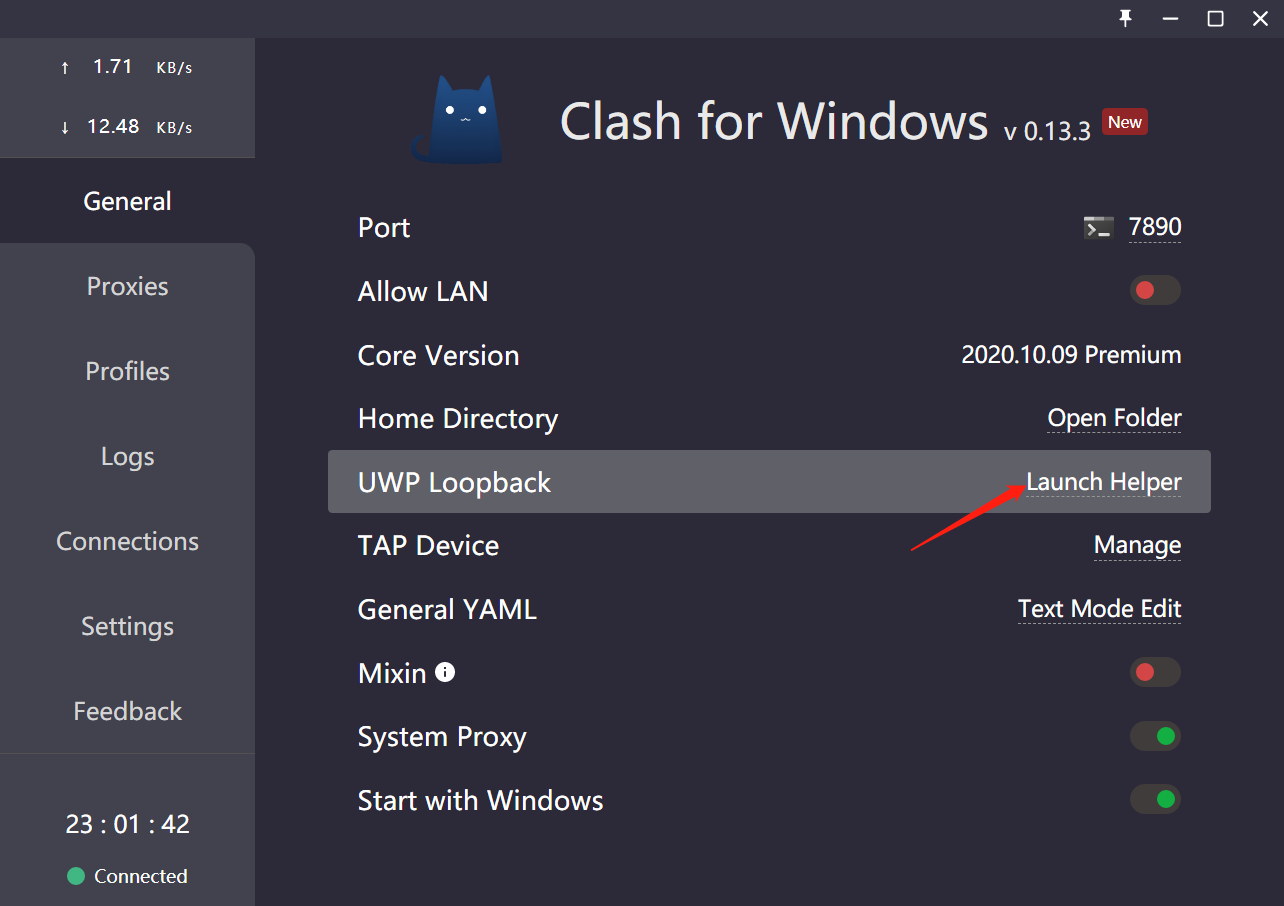 ↑ 1.71 KB/s
↓ 12.48 KB/s
General
Proxies
Profiles
Logs
Connections
Settings
Feedback
23 : 01 : 42
Connected
Clash for Windows v 0.13.3 New
Port 7890
Allow LAN
Core Version 2020.10.09 Premium
Home Directory Open Folder
UWP Loopback Launch Helper
TAP Device Manage
General YAML Text Mode Edit
Mixin
System Proxy
Start with Windows